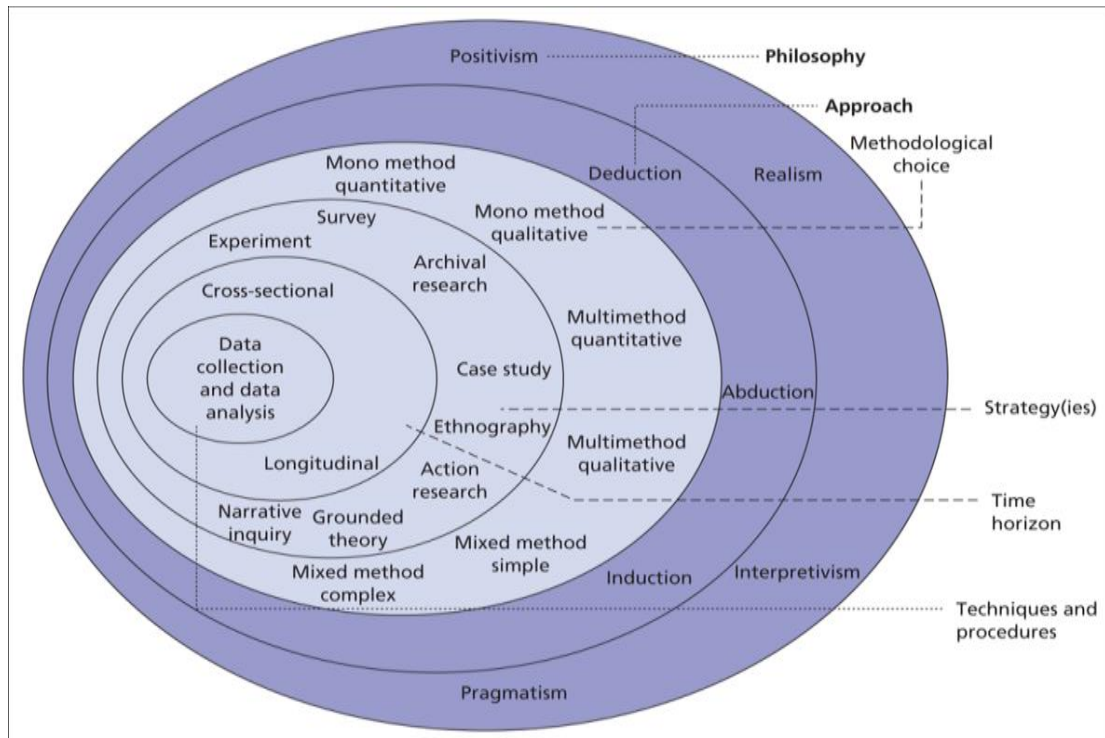 Positivism
Philosophy
Approach
Methodological
choice
Deduction
Realism
Mono method
quantitative
Mono method
qualitative
Survey
Experiment
Archival
research
Cross-sectional
Multimethod
quantitative
Data
collection
and data
analysis
Case study
Abduction
Strategy(ies)
Ethnography
Multimethod
qualitative
Longitudinal
Action
research
Time
horizon
Narrative
inquiry
Grounded
theory
Mixed method
simple
Mixed method
complex
Induction
Interpretivism
Techniques and
procedures
Pragmatism